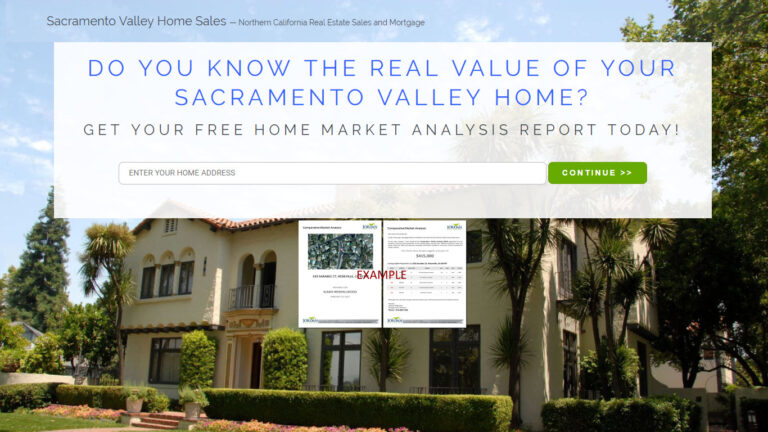 Sacramento Valley Home Sales — Northern California Real Estate Sales and Mortgage
DO YOU KNOW THE REAL VALUE OF YOUR
SACRAMENTO VALLEY HOME?
GET YOUR FREE HOME MARKET ANALYSIS REPORT TODAY!
ENTER YOUR HOME ADDRESS
CONTINUE >>
Comparative Market Analysis
JORDAN
Comparative Market Analysis
JORDAN
$415,000
EXAMPLE